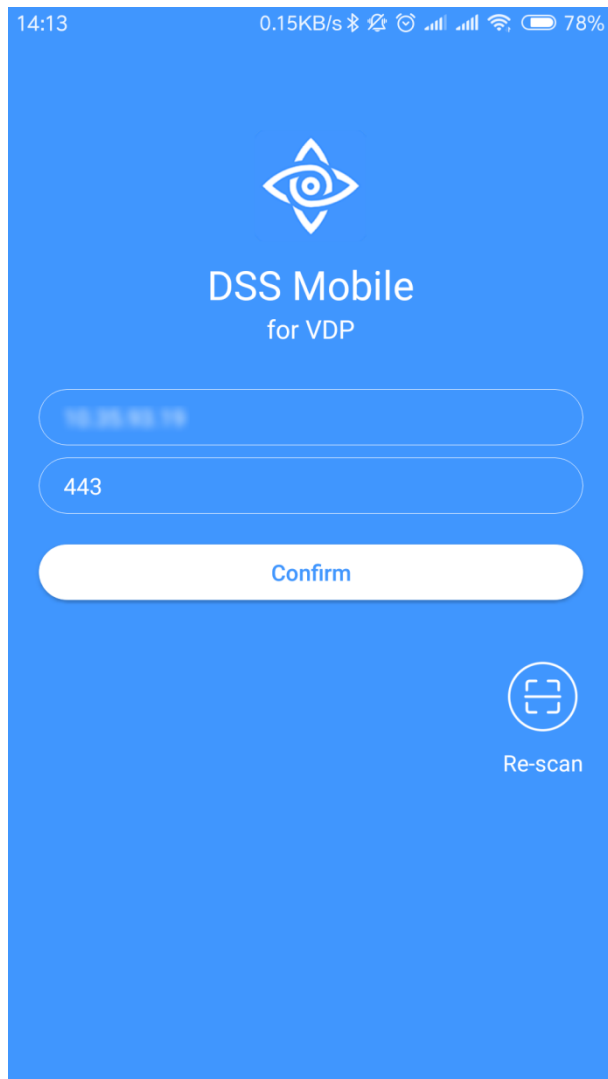 14:13 0.15KB/s 78%
DSS Mobile
for VDP
443
Confirm
Re-scan